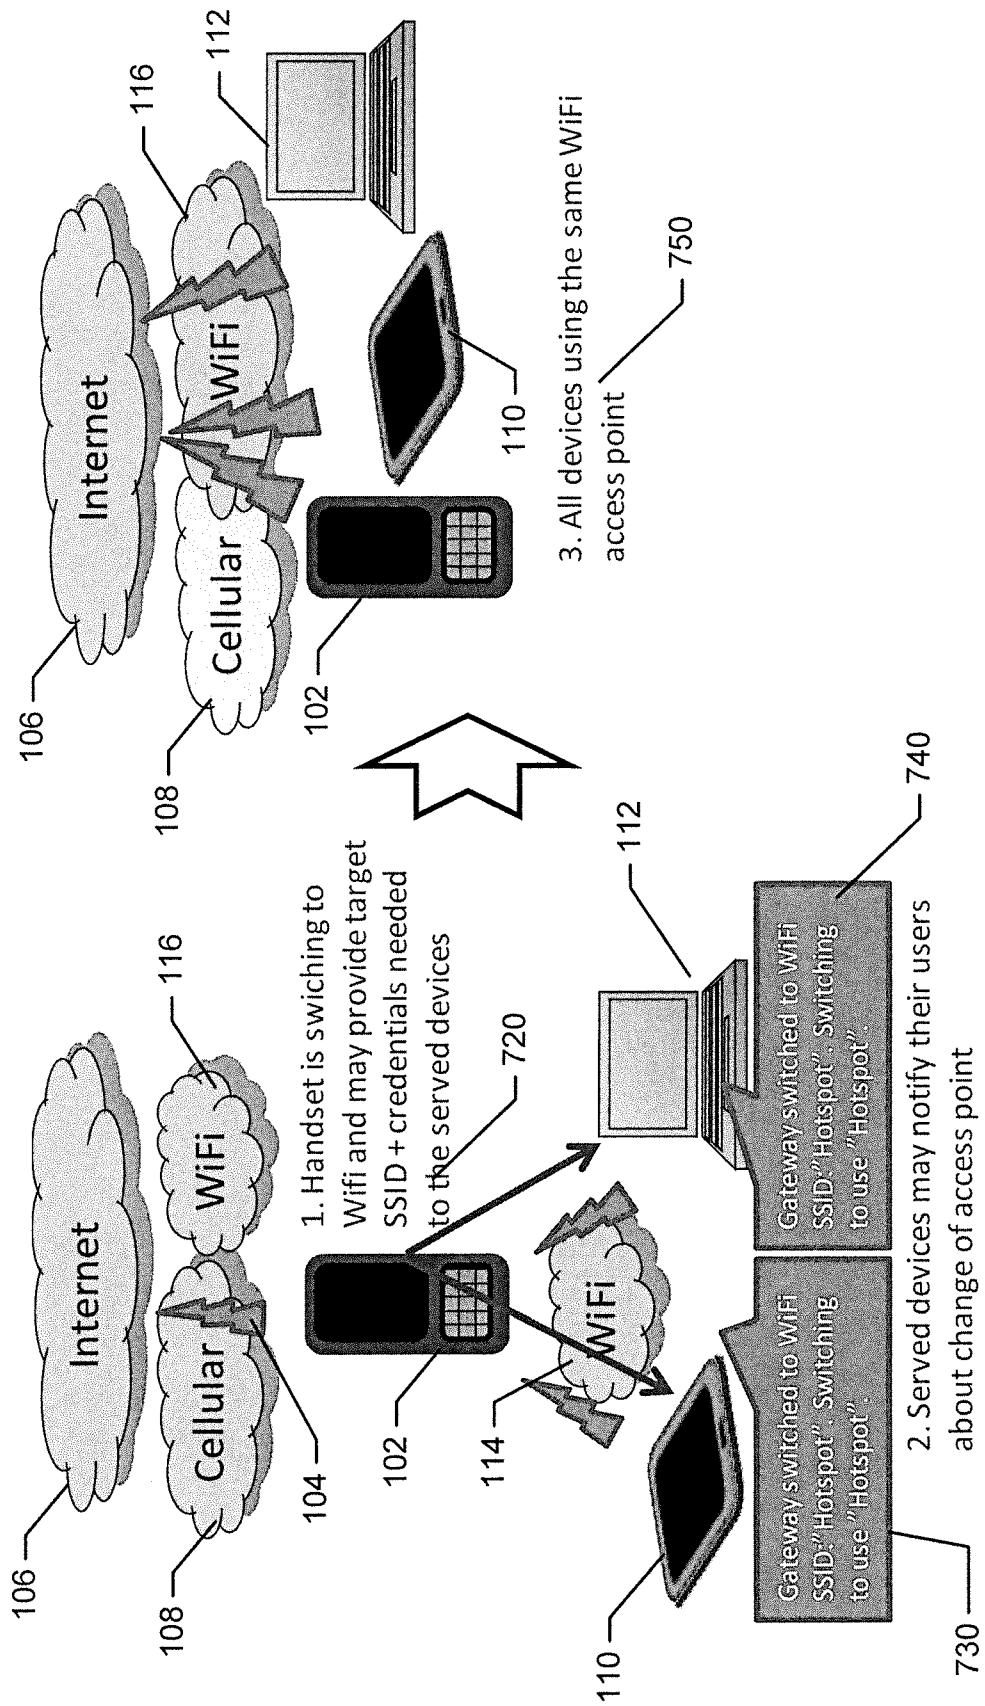 106
Internet
116
108
Cellular
WiFi
104
102
1. Handset is swiching to
Wifi and may provide target
SSID + credentials needed
to the served devices
720
114
WiFi
110
112
Gateway switched to WiFi
SSID:"Hotspot". Switching
to use "Hotspot".
Gateway switched to WiFi
SSID:"Hotspot". Switching
to use "Hotspot".
730
740
2. Served devices may notify their users
about change of access point
106
Internet
116
108
Cellular
WiFi
112
102
110
3. All devices using the same WiFi
access point
750